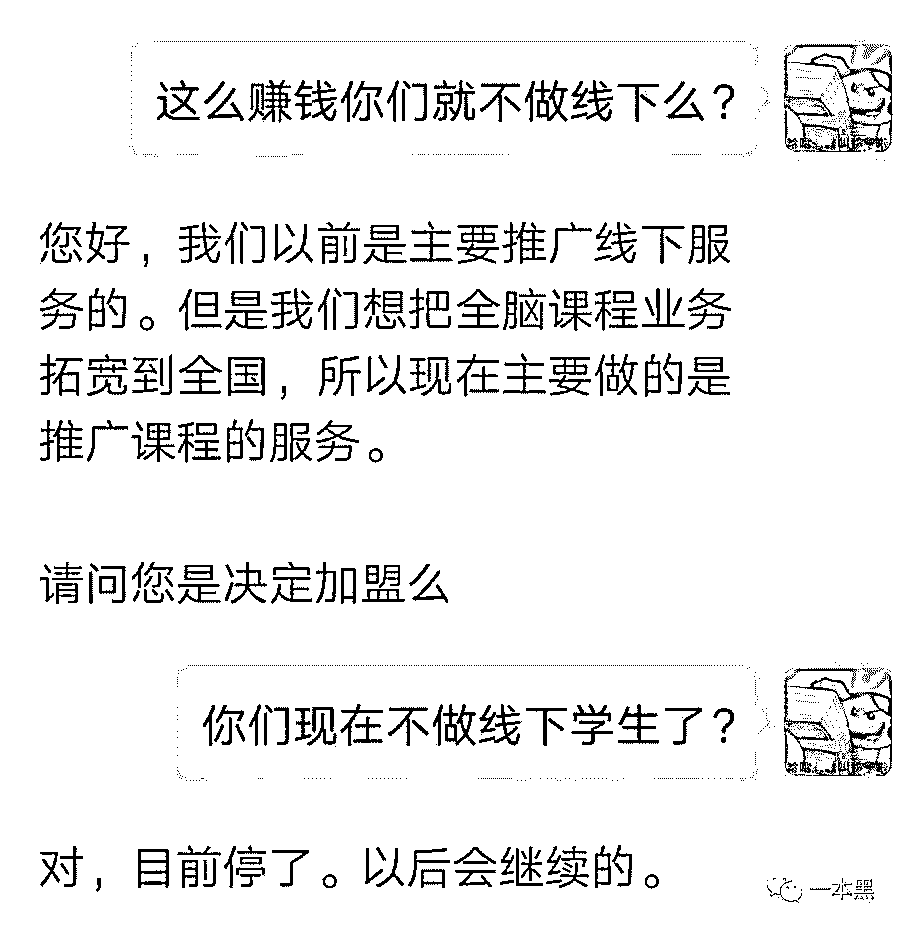 这么赚钱你们就不做线下么？
您好，我们以前是主要推广线下服
务的。但是我们想把全脑课程业务
拓宽到全国，所以现在主要做的是
推广课程的服务。
请问您是决定加盟么
你们现在不做线下学生了？
对，目前停了。以后会继续的。
一本黑